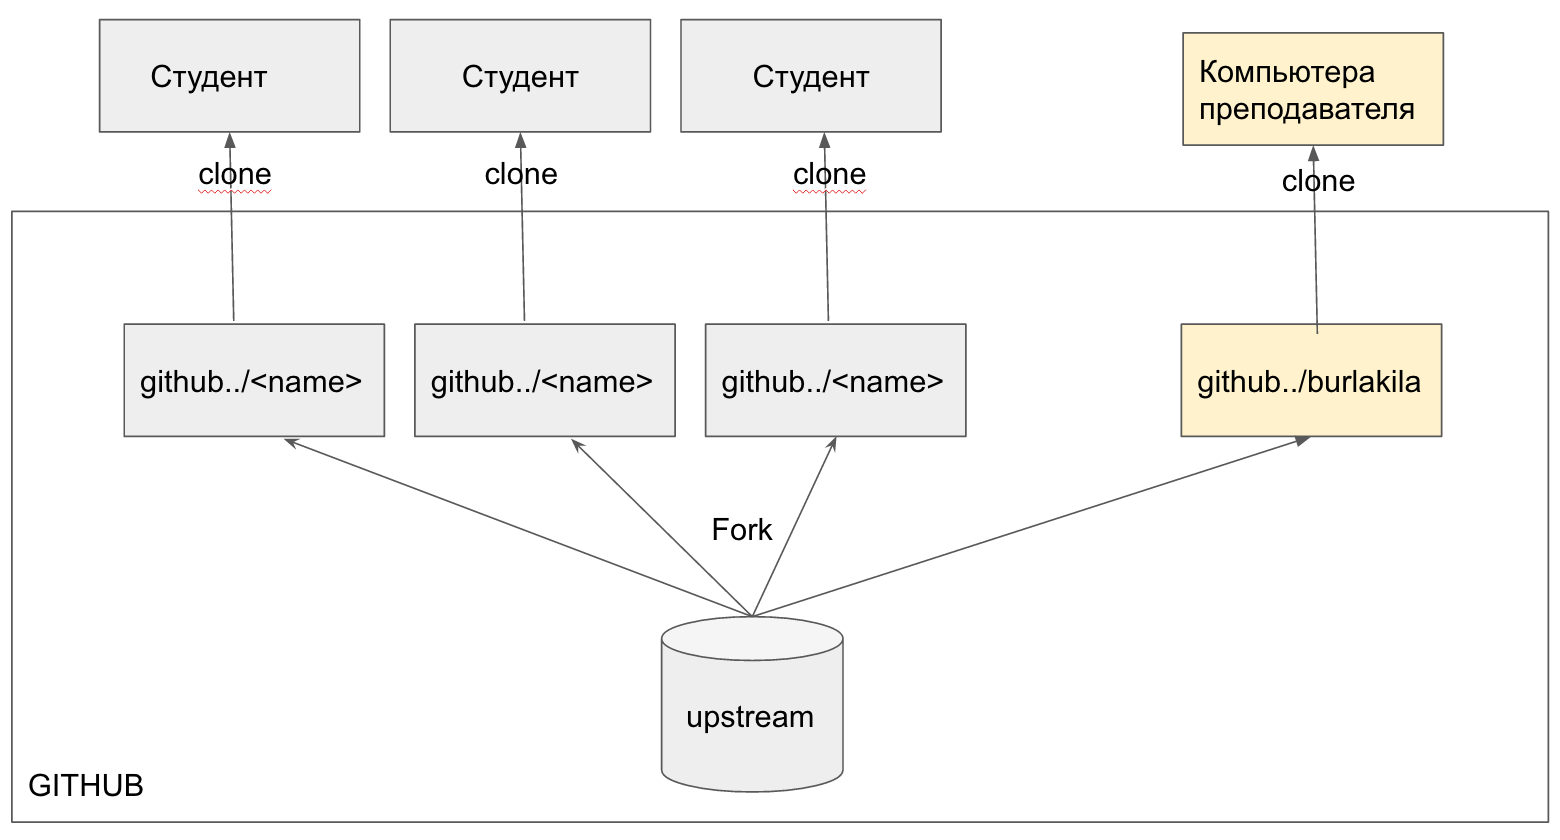 Студент
Студент
Студент
Компьютера
преподавателя
clone
clone
clone
clone
github../<name>
github../<name>
github../<name>
github../burlakila
Fork
upstream
GITHUB